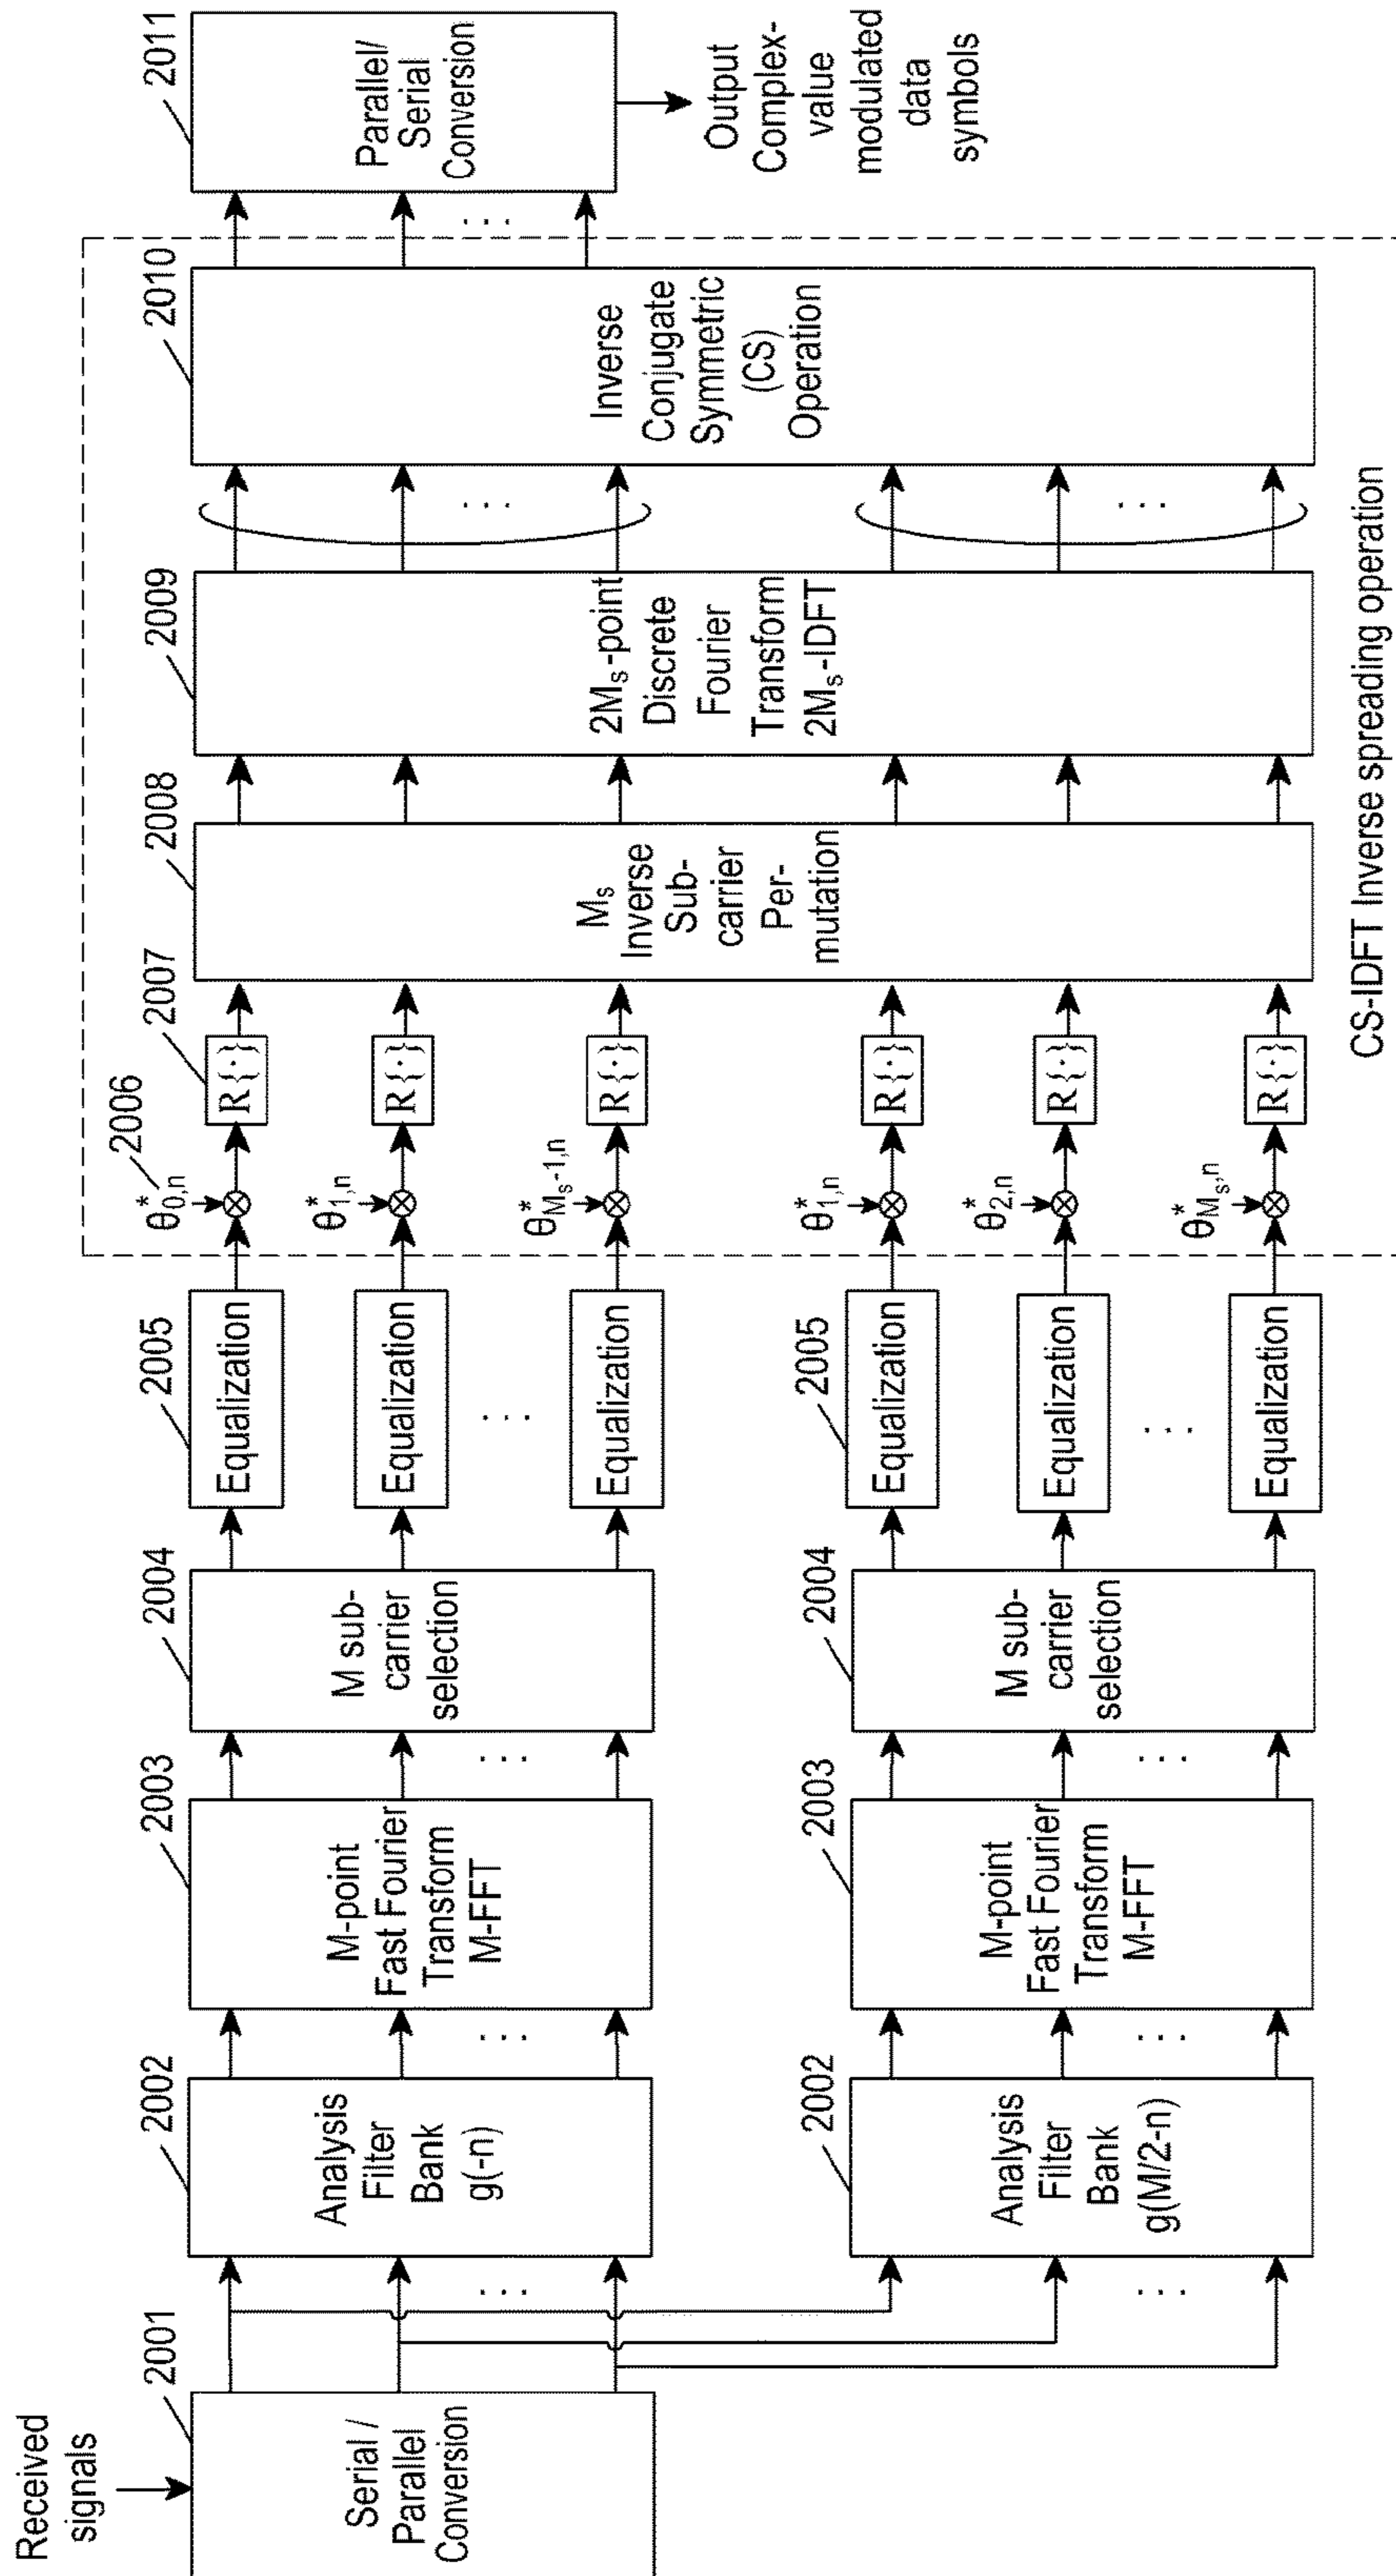 Received
signals
2001
Serial /
Parallel
Conversion
2002
Analysis
Filter
Bank
g(-n)
2002
Analysis
Filter
Bank
g(M/2-n)
2003
M-point
Fast Fourier
Transform
M-FFT
2003
M-point
Fast Fourier
Transform
M-FFT
2004
M sub-
carrier
selection
2004
M sub-
carrier
selection
2005
Equalization
Equalization
...
Equalization
2005
Equalization
Equalization
...
Equalization
2006
θ*0,n
θ*1,n
θ*Ms-1,n
θ*1,n
θ*2,n
θ*Ms,n
2007
R{·}
R{·}
R{·}
R{·}
R{·}
R{·}
2008
Ms
Inverse
Sub-
carrier
Per-
mutation
2009
2Ms-point
Discrete
Fourier
Transform
2Ms-IDFT
2010
Inverse
Conjugate
Symmetric
(CS)
Operation
CS-IDFT Inverse spreading operation
2011
Parallel/
Serial
Conversion
Output
Complex-
value
modulated
data
symbols